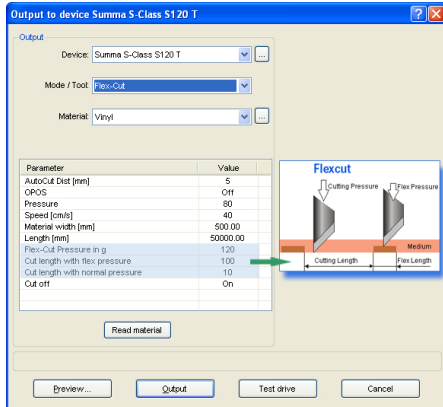 Output to device Summa S-Class S120 T
Output
Device: Summa S-Class S120 T
...
Mode / Tool: Flex-Cut
Material: Vinyl
...
Parameter Value
AutoCut Dist [mm] 5
OPOS Off
Pressure 80
Speed [cm/s] 40
Material width [mm] 500.00
Length [mm] 50000.00
Flex-Cut Pressure in g 120
Cut length with flex pressure 100
Cut length with normal pressure 10
Cut off On
Flexcut
Cutting Pressure Flex Pressure
Medium
Cutting Length Flex Length
Read material
Preview... Output Test drive Cancel